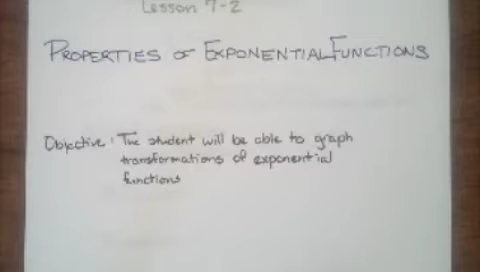 Lesson 7-2
PROPERTIES OF EXPONENTIAL FUNCTIONS
Objective: The student will be able to graph
transformations of exponential
functions